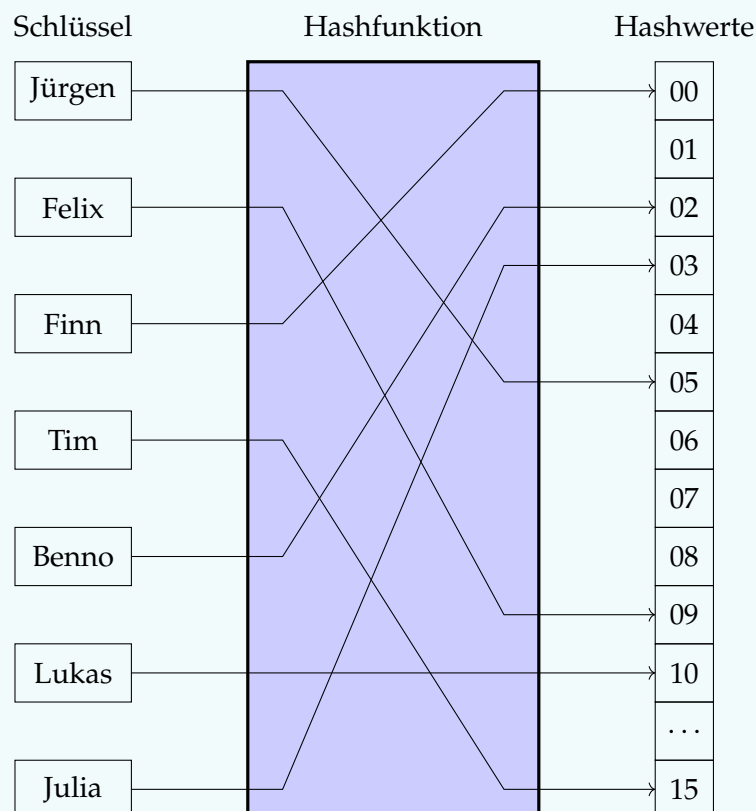 Schlüssel Hashfunktion Hashwerte
Jürgen 00
01
Felix 02
03
Finn 04
05
Tim 06
07
Benno 08
09
Lukas 10
...
Julia 15